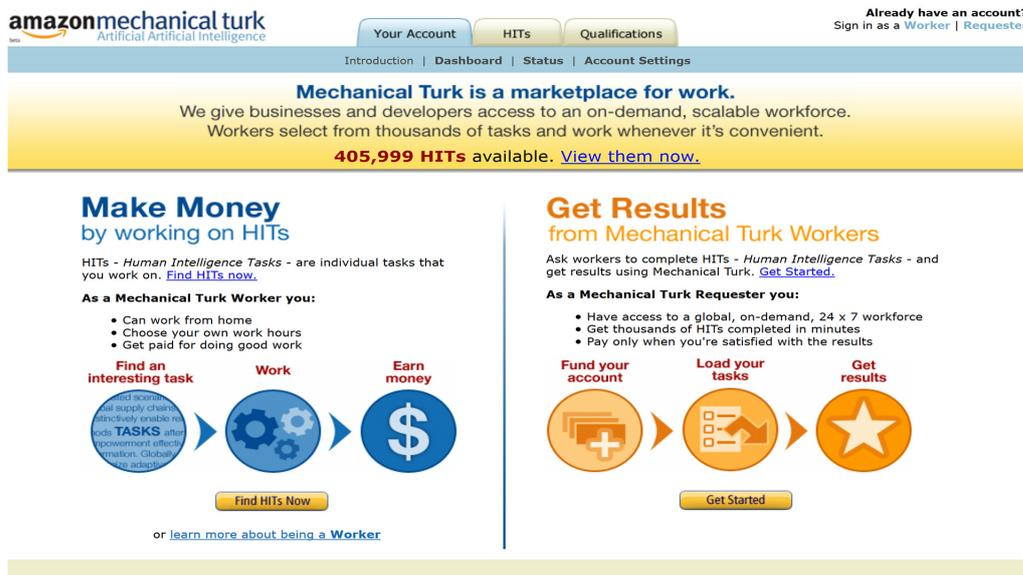 amazonmechanical turk
beta
Artificial Artificial Intelligence
Your Account
HITs
Qualifications
Already have an account?
Sign in as a Worker | Requester
Introduction | Dashboard | Status | Account Settings
Mechanical Turk is a marketplace for work.
We give businesses and developers access to an on-demand, scalable workforce.
Workers select from thousands of tasks and work whenever it's convenient.
405,999 HITs available. View them now.
Make Money
by working on HITs
HITs - Human Intelligence Tasks - are individual tasks that
you work on. Find HITs now.
As a Mechanical Turk Worker you:
• Can work from home
• Choose your own work hours
• Get paid for doing good work
Find an
interesting task
Work
Earn
money
TASKS after
$
Find HITs Now
or learn more about being a Worker
Get Results
from Mechanical Turk Workers
Ask workers to complete HITs - Human Intelligence Tasks - and
get results using Mechanical Turk. Get Started.
As a Mechanical Turk Requester you:
• Have access to a global, on-demand, 24 x 7 workforce
• Get thousands of HITs completed in minutes
• Pay only when you're satisfied with the results
Fund your
account
Load your
tasks
Get
results
Get Started